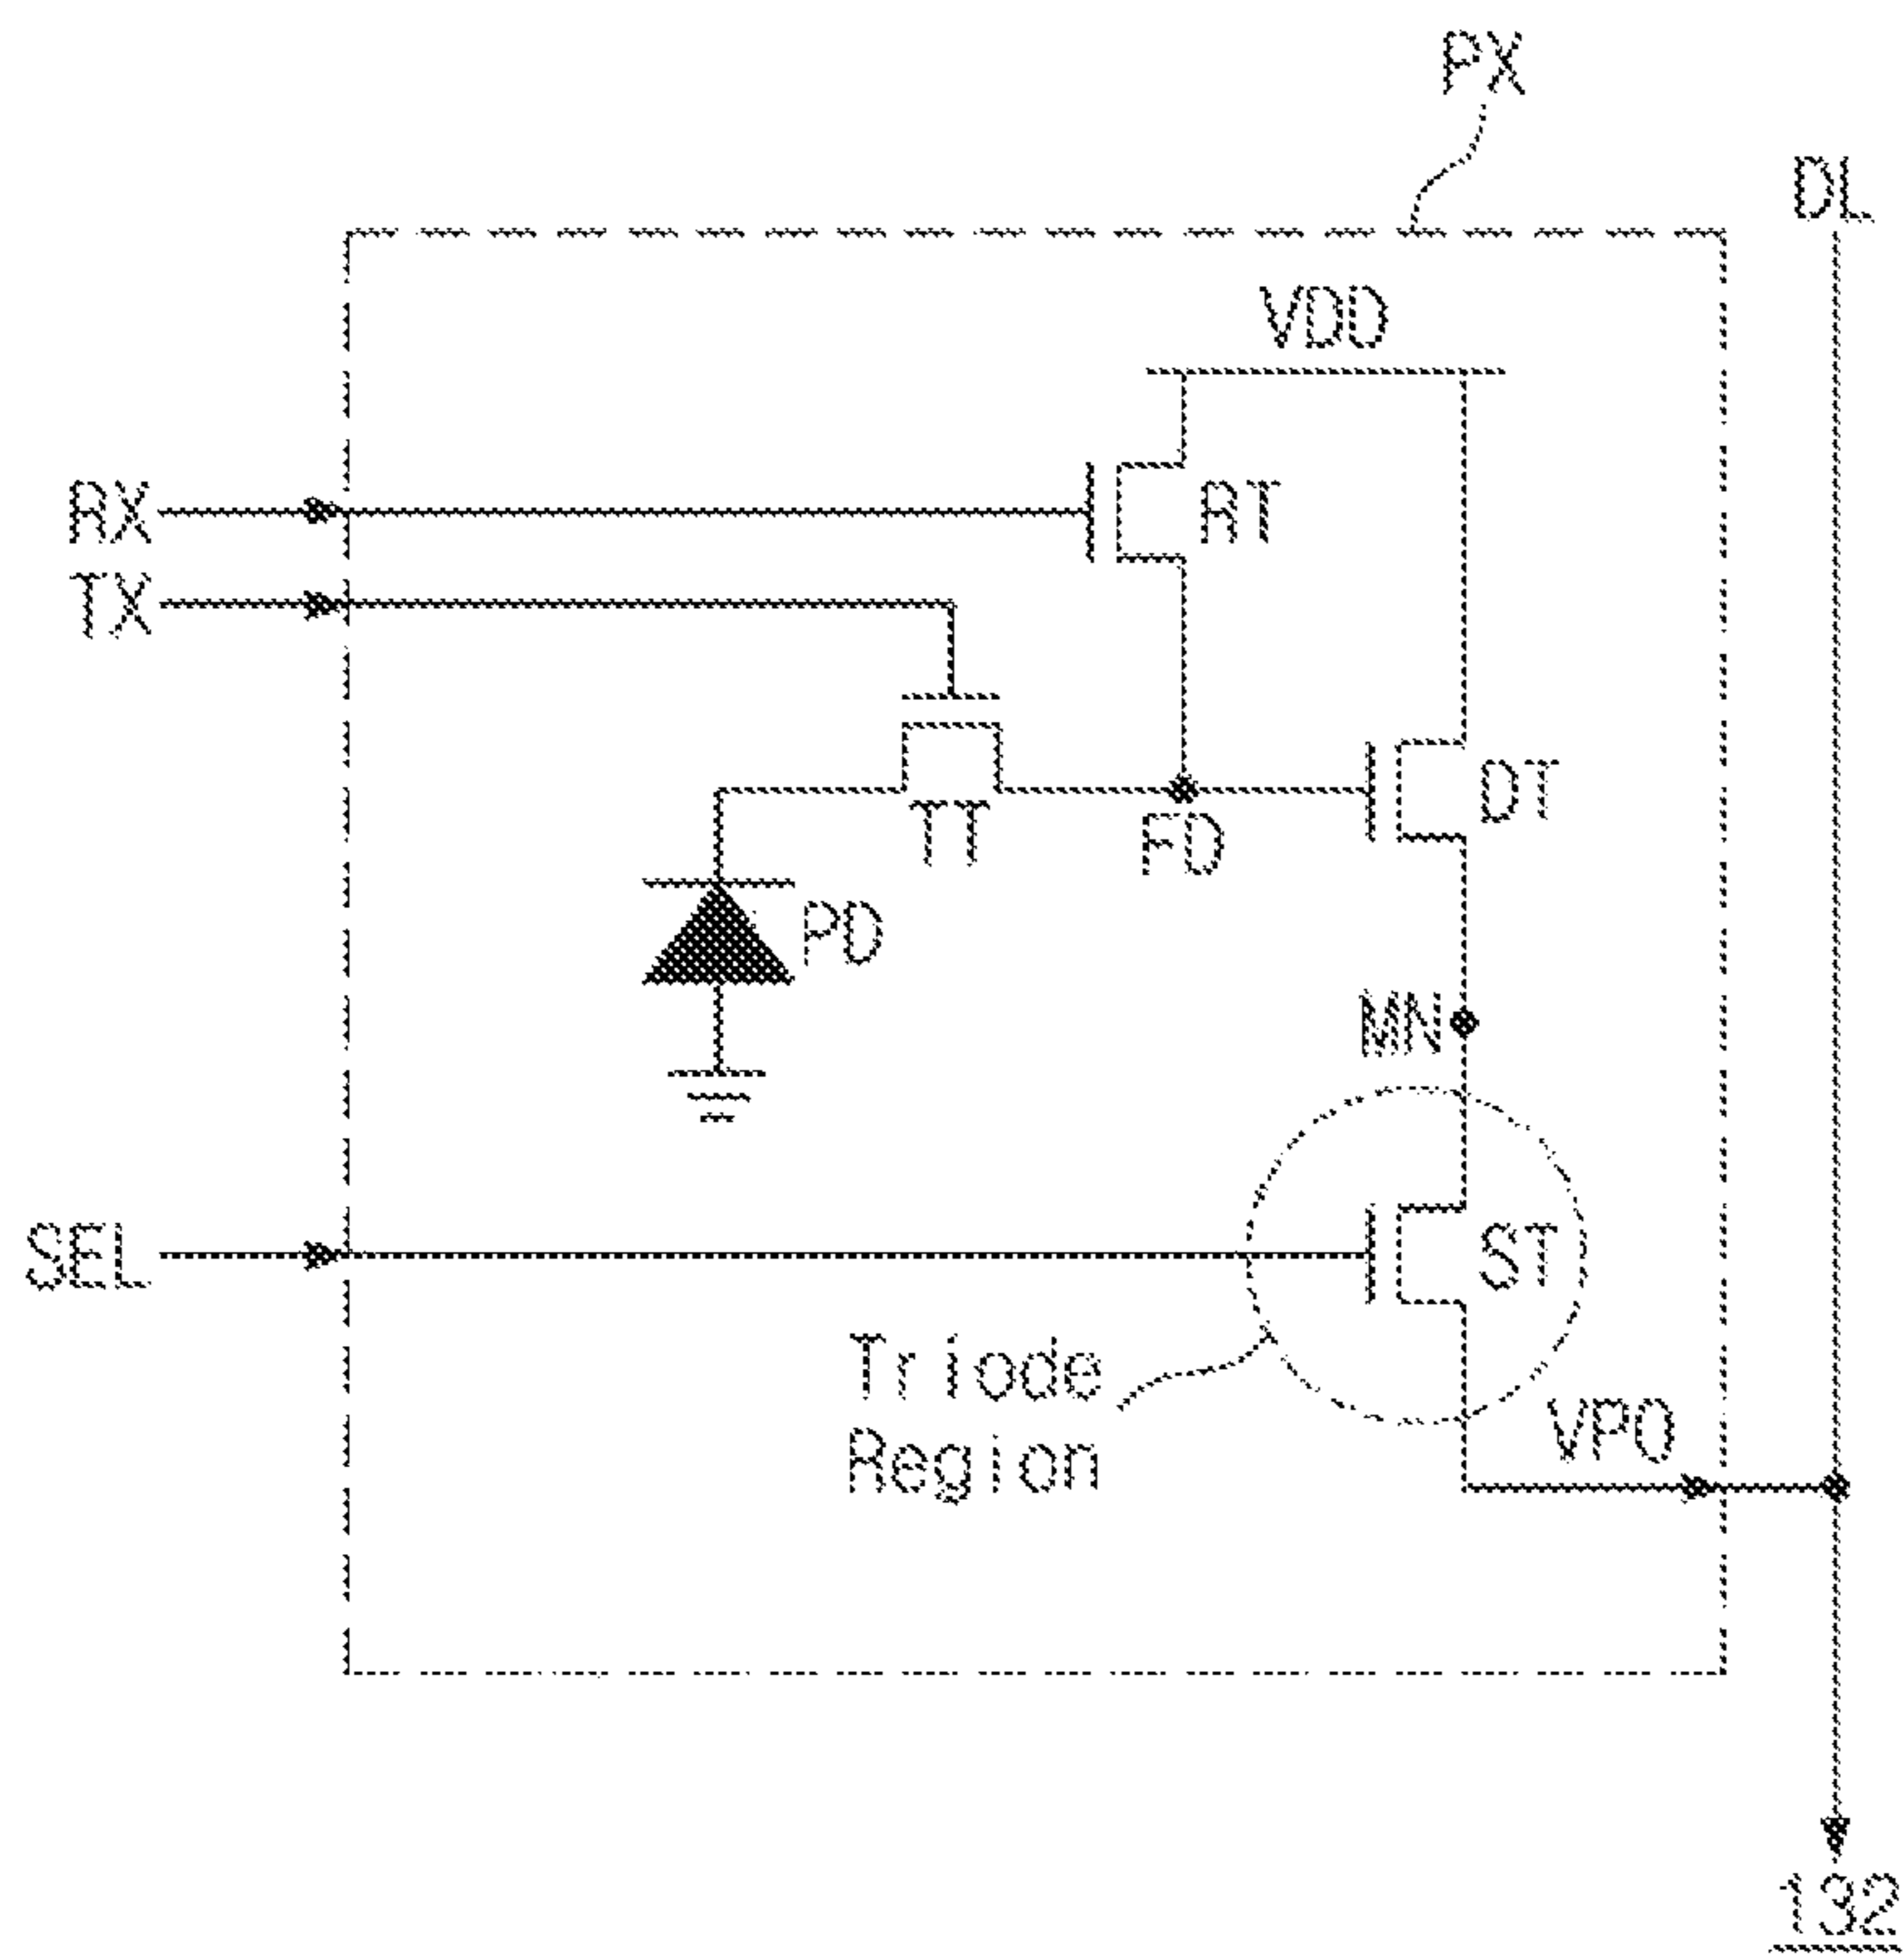 PX
DL
VDD
RX
RT
TX
DT
TT
FD
PD
MN
SEL
ST
Triode
Region
VPO
132